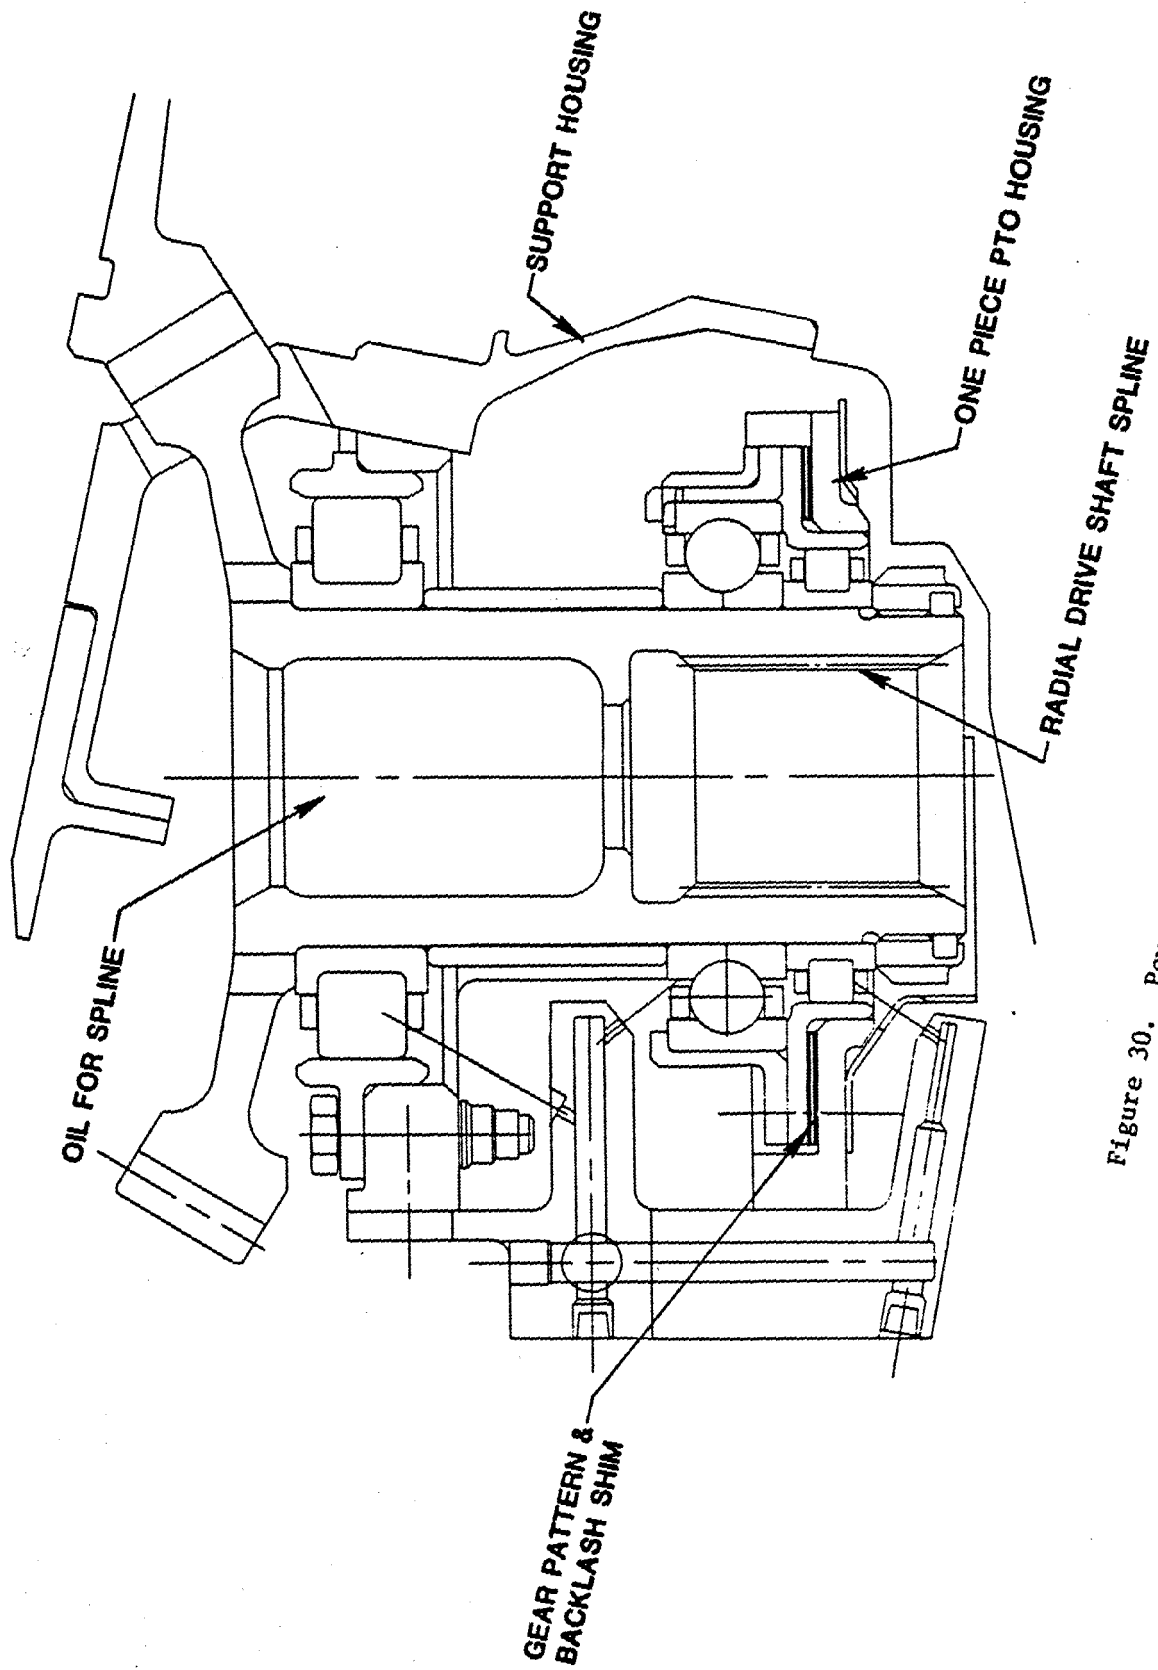 OIL FOR SPLINE
SUPPORT HOUSING
ONE PIECE PTO HOUSING
RADIAL DRIVE SHAFT SPLINE
GEAR PATTERN &
BACKLASH SHIM
Figure 30.